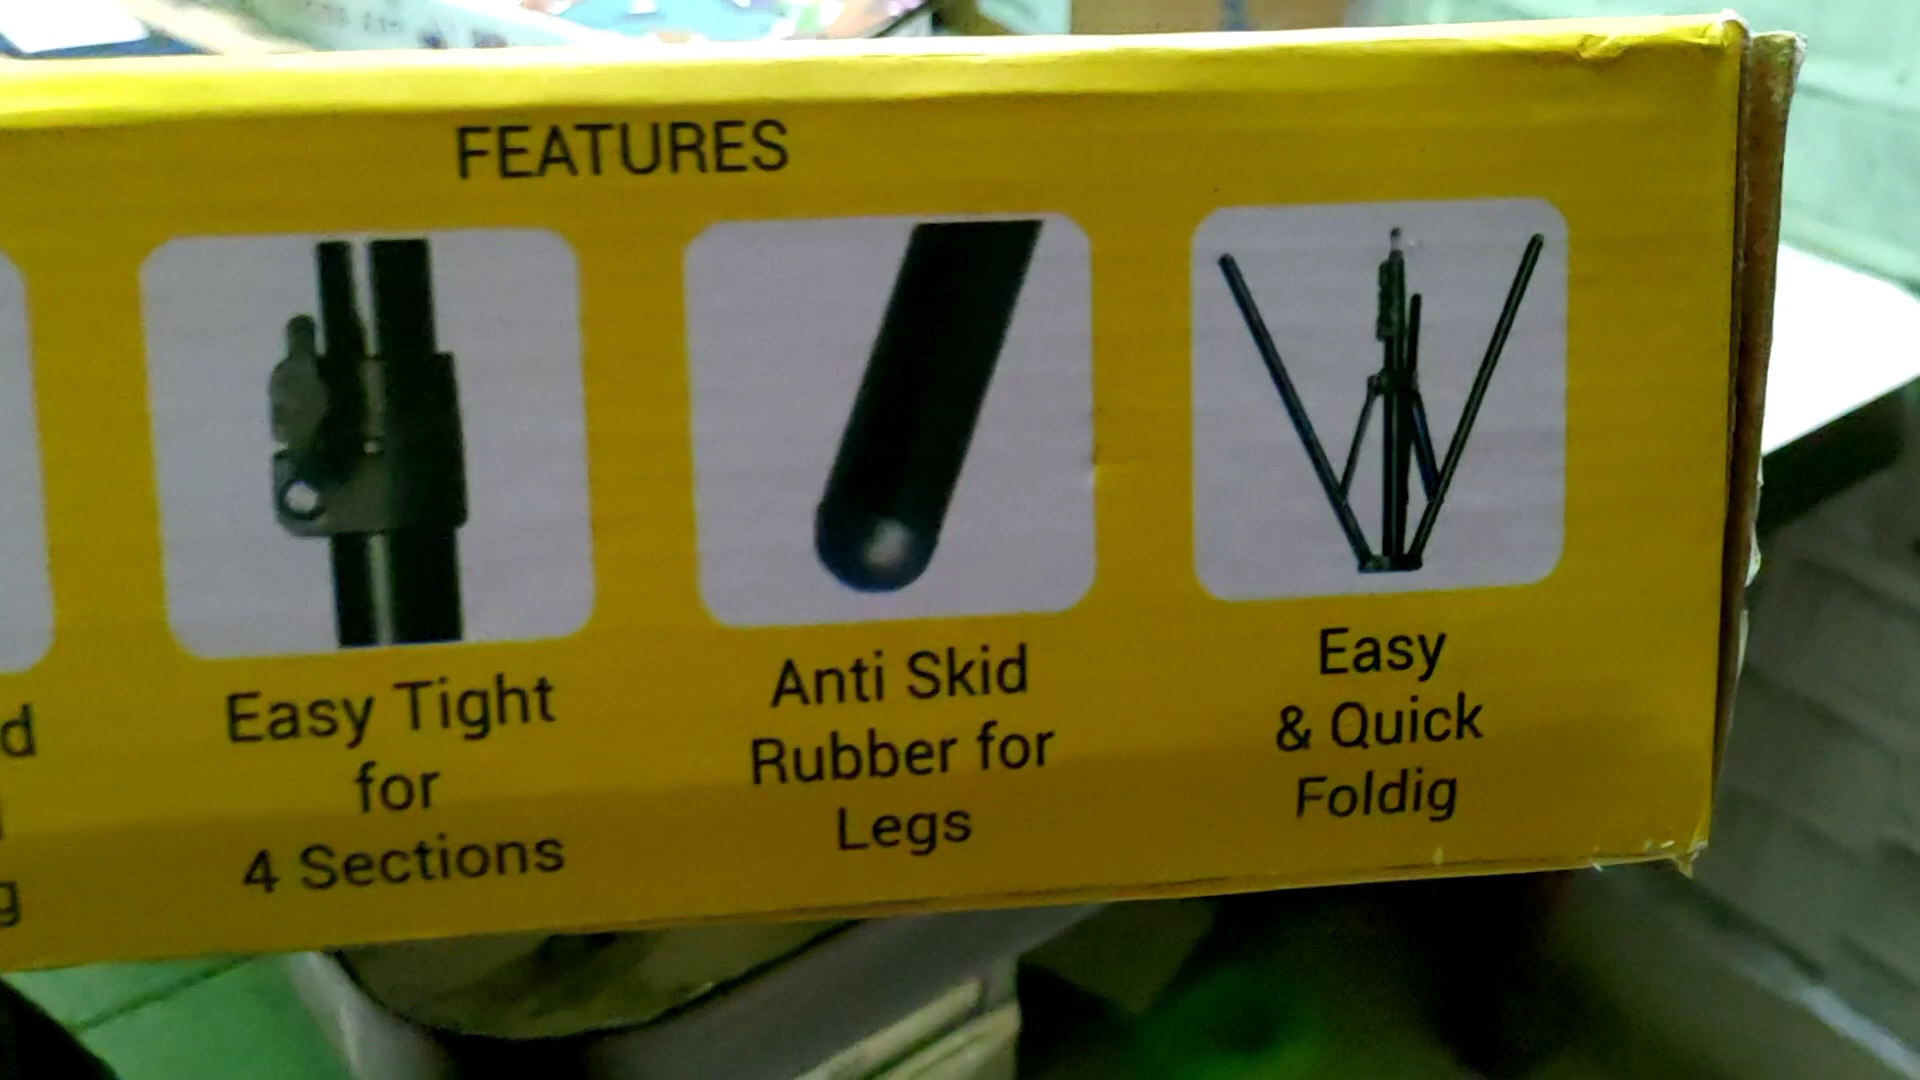 FEATURES
Easy Tight
for
4 Sections
Anti Skid
Rubber for
Legs
Easy
& Quick
Foldig